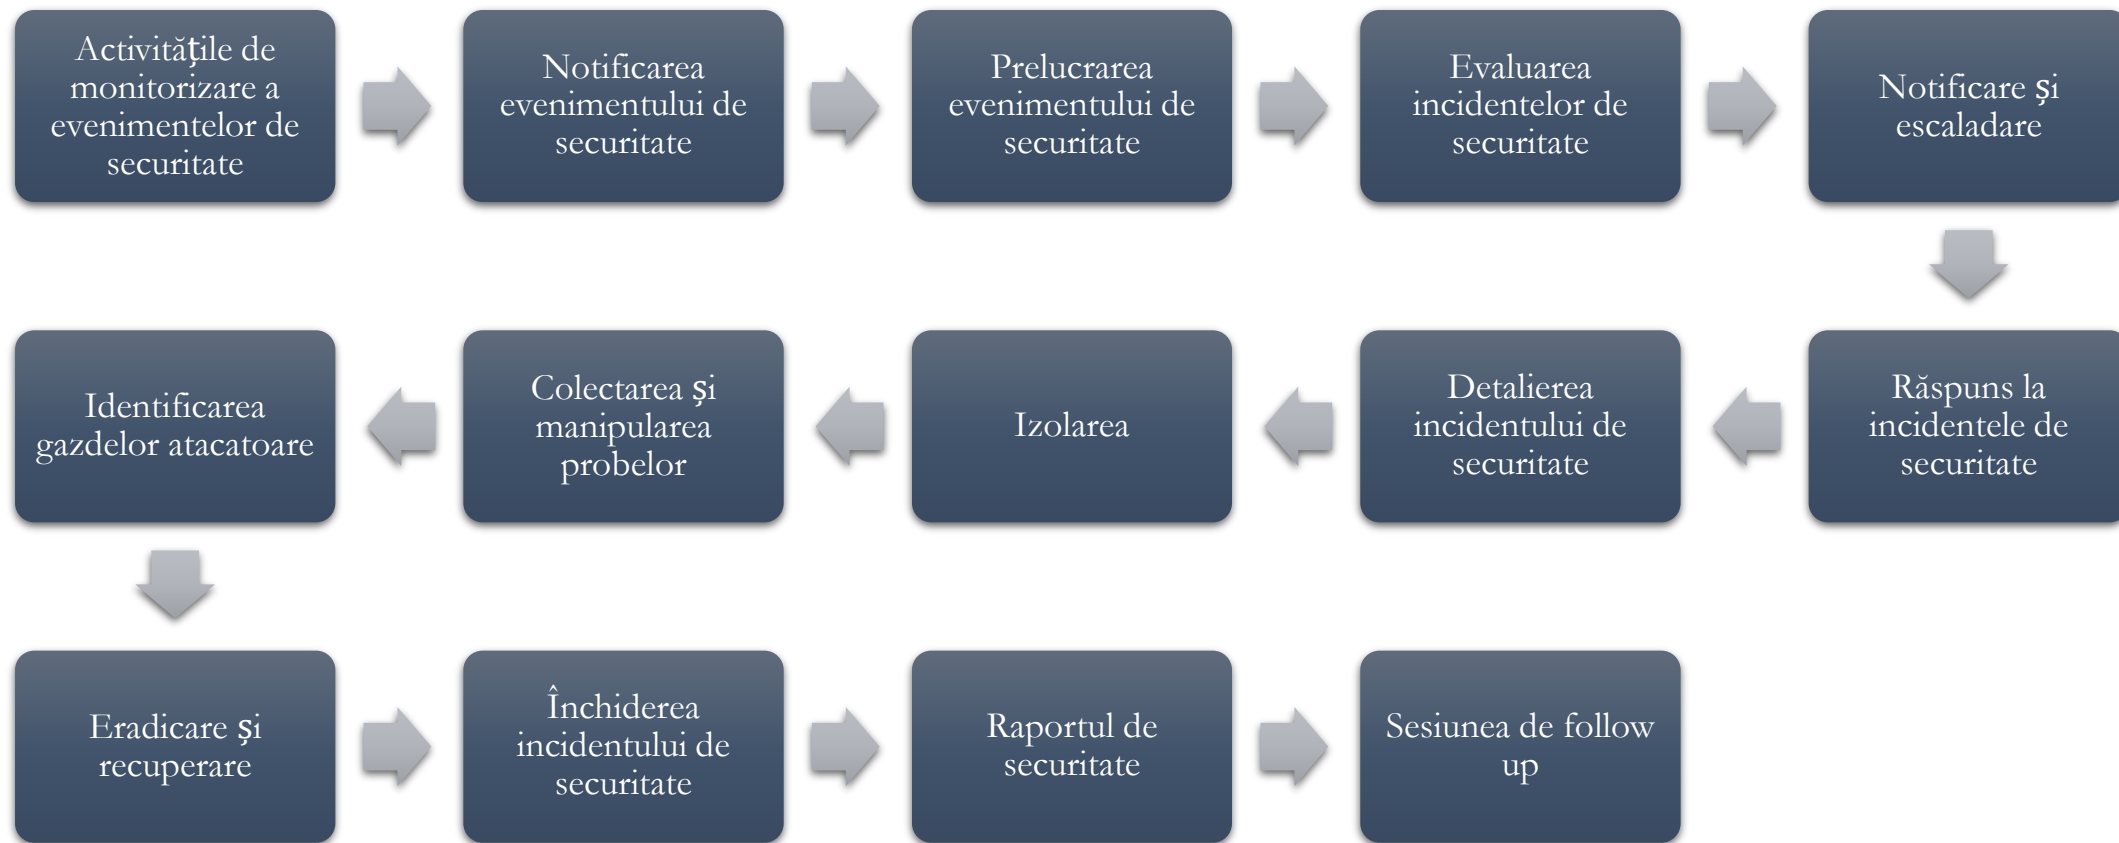 Activitățile de
monitorizare a
evenimentelor de
securitate
Notificarea
evenimentului de
securitate
Prelucrarea
evenimentului de
securitate
Evaluarea
incidentelor de
securitate
Notificare și
escaladare
Răspuns la
incidentele de
securitate
Detalierea
incidentului de
securitate
Izolarea
Colectarea și
manipularea
probelor
Identificarea
gazdelor atacatoare
Eradicare și
recuperare
Închiderea
incidentului de
securitate
Raportul de
securitate
Sesiunea de follow
up